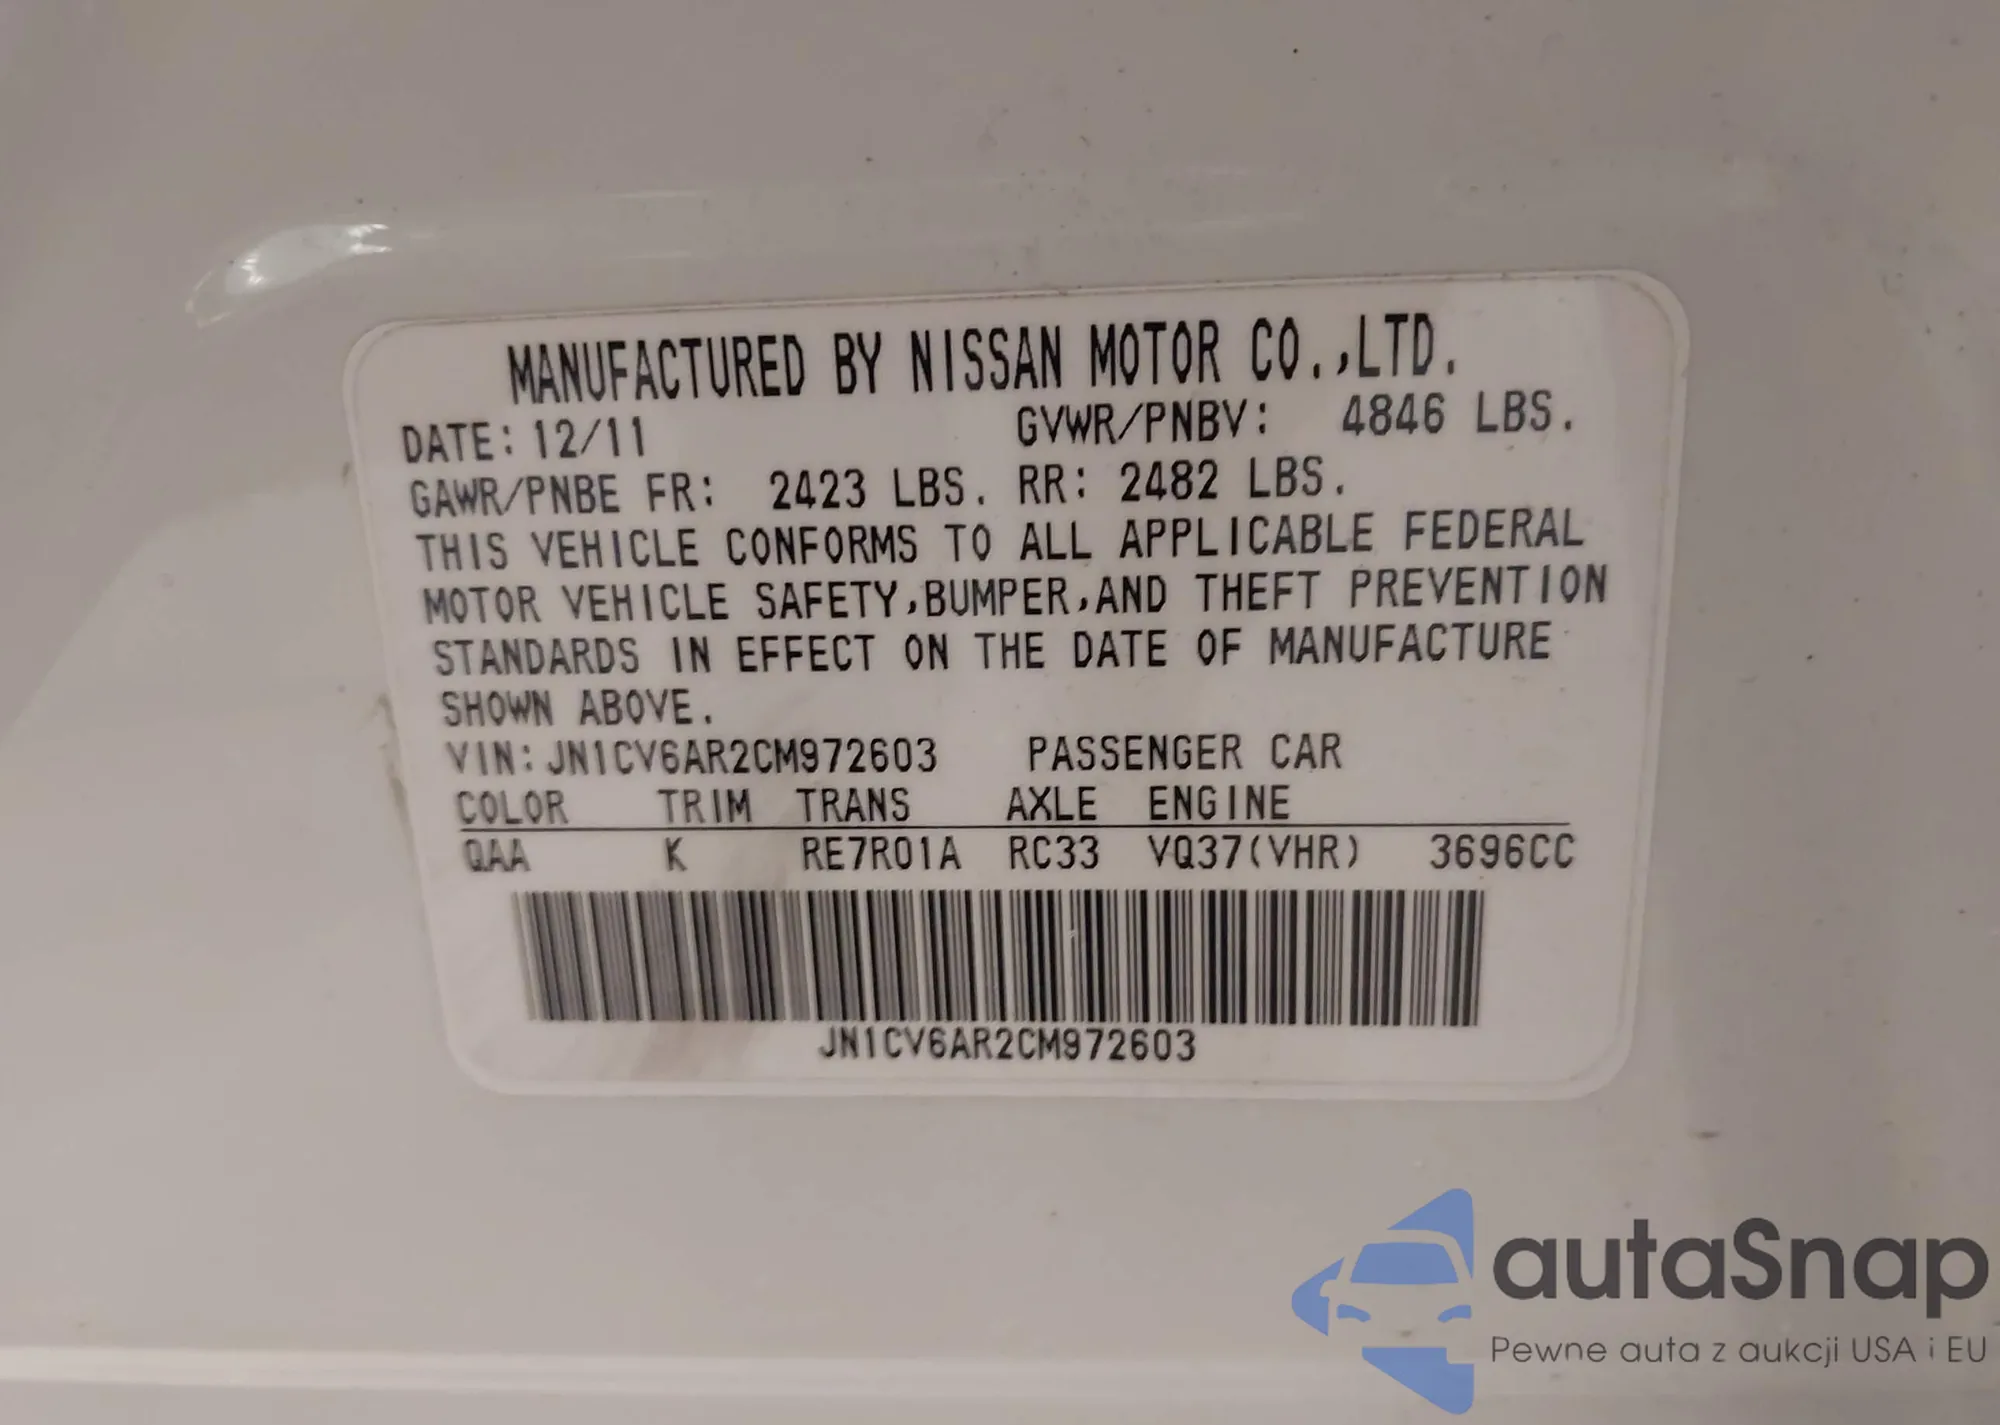 MANUFACTURED BY NISSAN MOTOR CO.,LTD.
DATE: 12/11 GVWR/PNBV: 4846 LBS.
GAWR/PNBE FR: 2423 LBS. RR: 2482 LBS.
THIS VEHICLE CONFORMS TO ALL APPLICABLE FEDERAL
MOTOR VEHICLE SAFETY,BUMPER,AND THEFT PREVENTION
STANDARDS IN EFFECT ON THE DATE OF MANUFACTURE
SHOWN ABOVE.
VIN:JN1CV6AR2CM972603 PASSENGER CAR
COLOR TRIM TRANS AXLE ENGINE
QAA K RE7R01A RC33 VQ37(VHR) 3696CC
JN1CV6AR2CM972603
autaSnap
Pewne auta z aukcji USA i EU